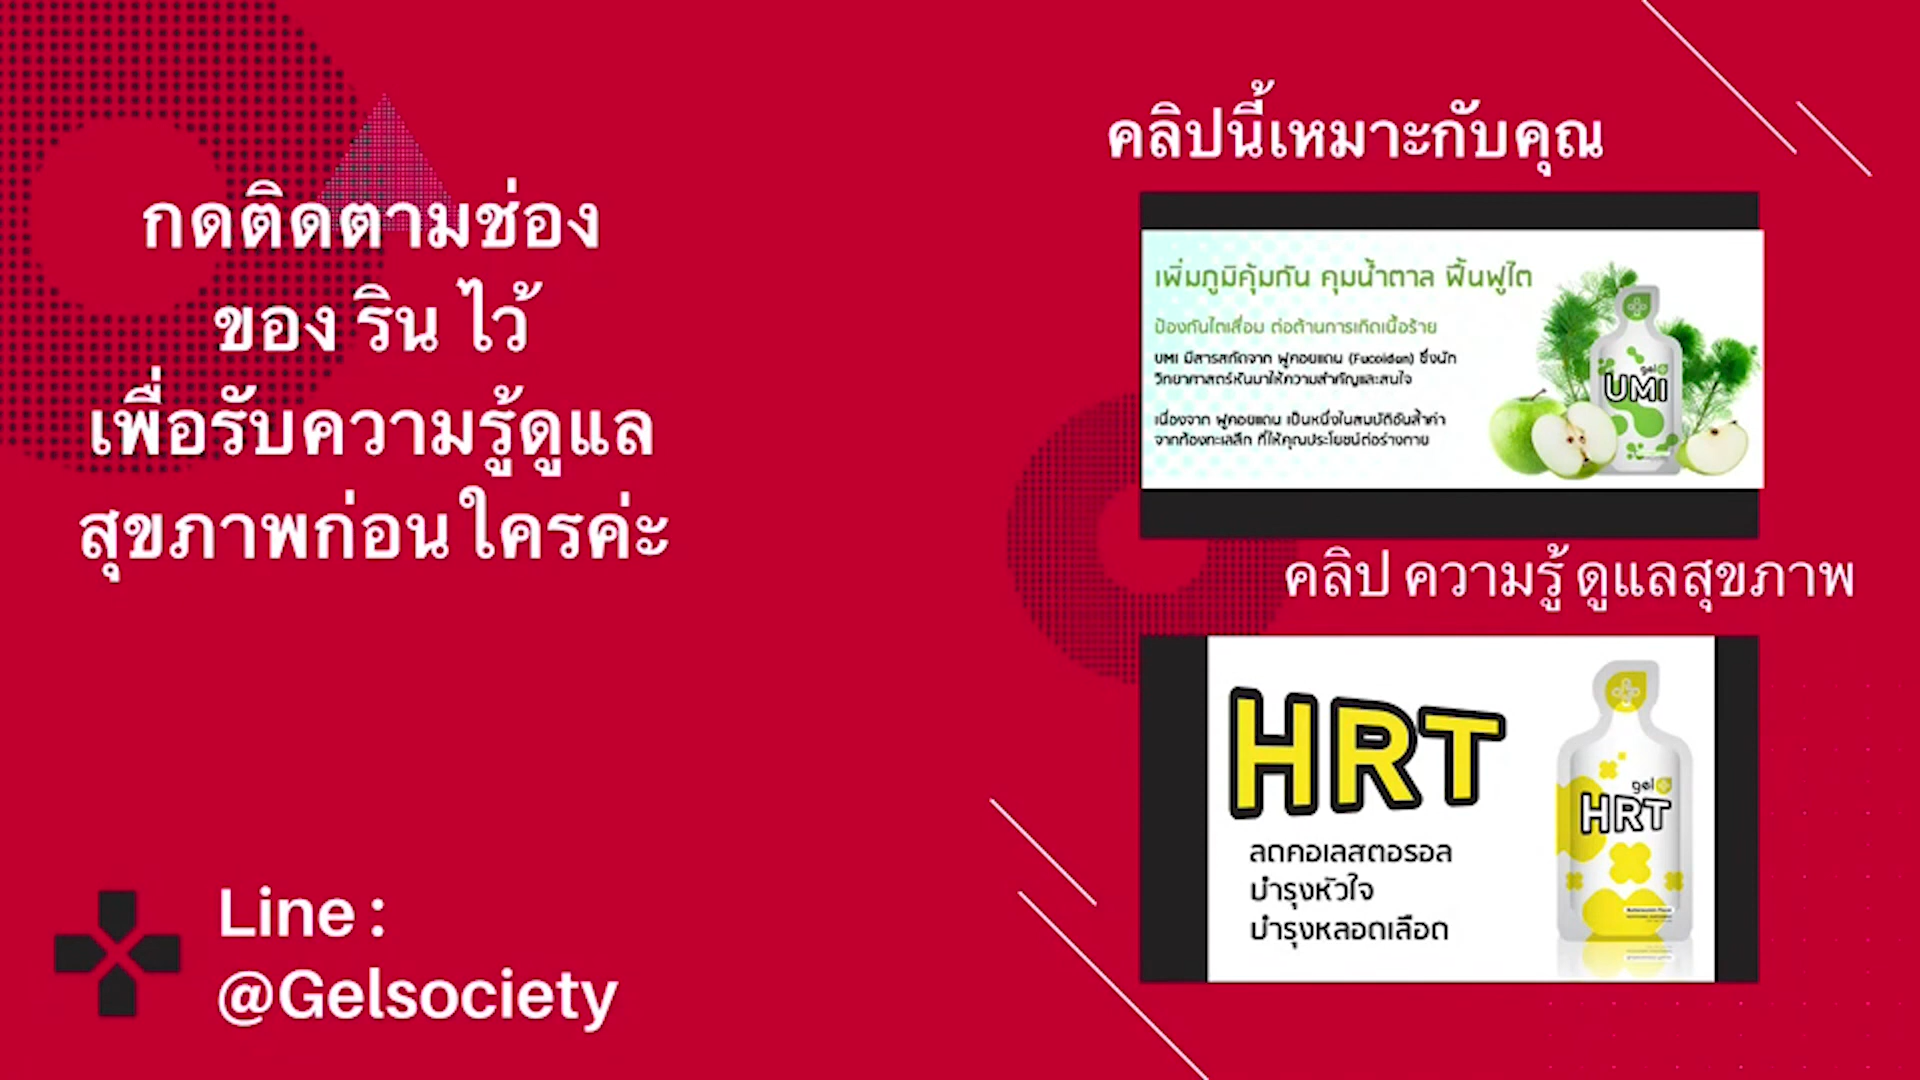 กดติดตามช่อง
ของ ริน ไว้
เพื่อรับความรู้ดูแล
สุขภาพก่อนใครค่ะ
Line :
@Gelsociety
คลิปนี้เหมาะกับคุณ
เพิ่มภูมิคุ้มกัน คุมน้ำตาล ฟื้นฟูไต
ป้องกันไตเสื่อม ต่อต้านการเกิดเนื้อร้าย
UMI มีสารสกัดจาก ฟูคอยแดน (Fucoidan) ซึ่งนัก
วิทยาศาสตร์หันมาให้ความสำคัญและสนใจ
เนื่องจาก ฟูคอยแดน เป็นหนึ่งในสมบัติอันล้ำค่า
จากท้องทะเลลึก ที่ให้คุณประโยชน์ต่อร่างกาย
gel
UMI
คลิป ความรู้ ดูแลสุขภาพ
HRT
ลดคอเลสตอรอล
บำรุงหัวใจ
บำรุงหลอดเลือด
gel
HRT